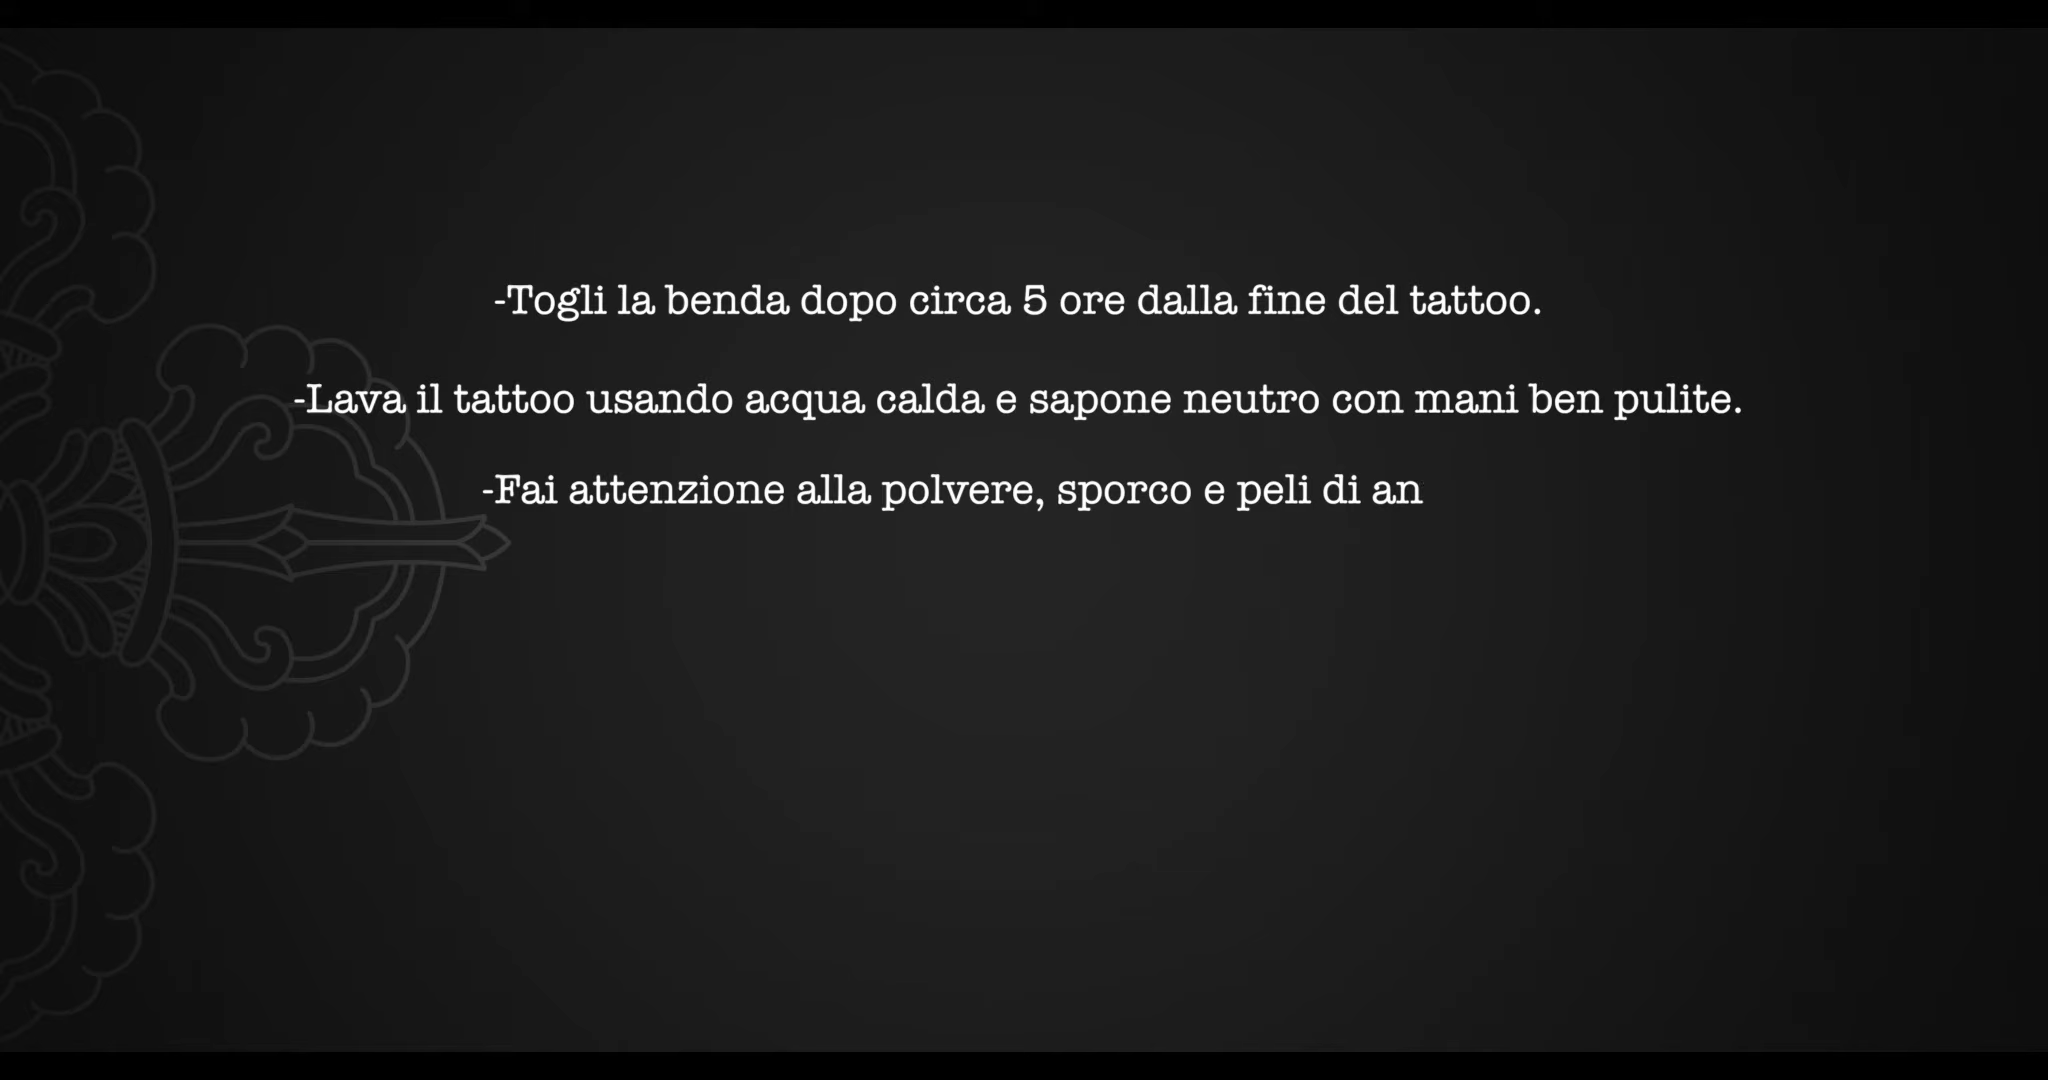 -Togli la benda dopo circa 5 ore dalla fine del tattoo.
-Lava il tattoo usando acqua calda e sapone neutro con mani ben pulite.
-Fai attenzione alla polvere, sporco e peli di an